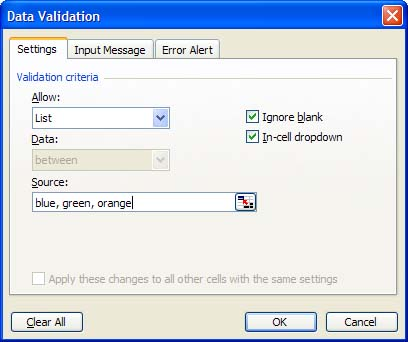 Data Validation
Settings Input Message Error Alert
Validation criteria
Allow:
List
Ignore blank
Data:
In-cell dropdown
between
Source:
blue, green, orange
Apply these changes to all other cells with the same settings
Clear All OK Cancel